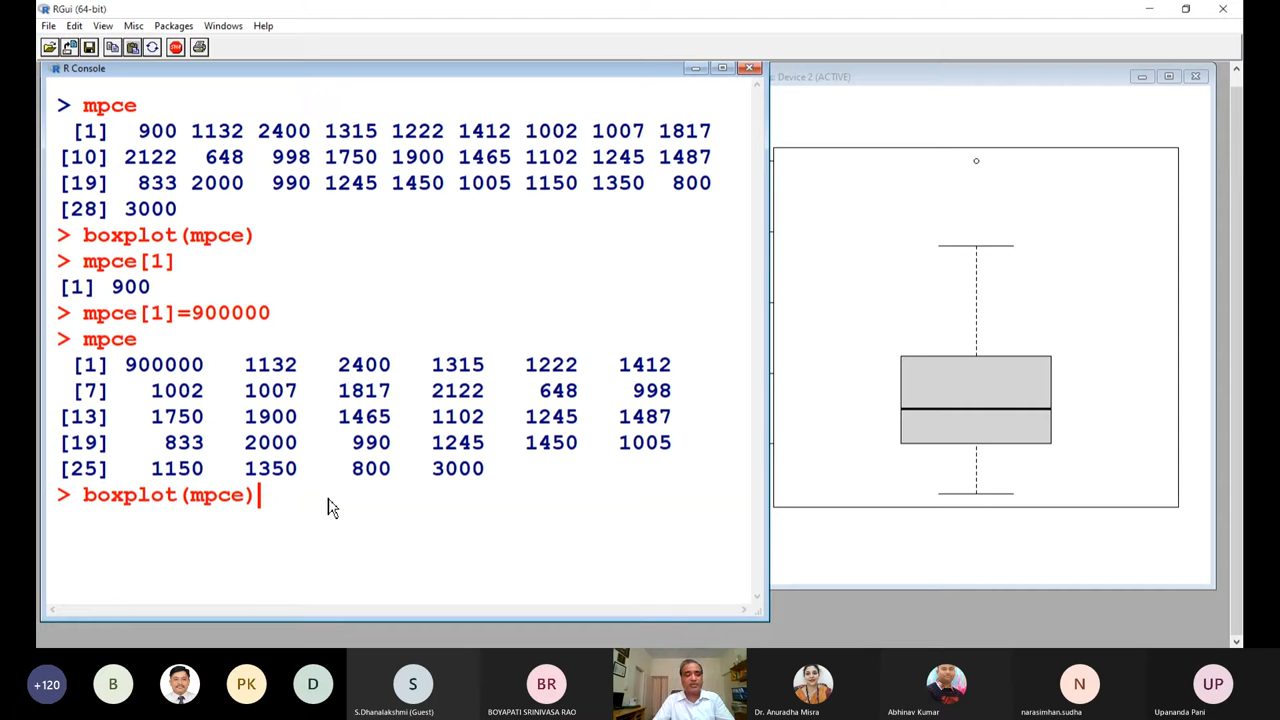 RGui (64-bit)
File Edit View Misc Packages Windows Help
STOP
R Console
: Device 2 (ACTIVE)
> mpce
[1] 900 1132 2400 1315 1222 1412 1002 1007 1817
[10] 2122 648 998 1750 1900 1465 1102 1245 1487
[19] 833 2000 990 1245 1450 1005 1150 1350 800
[28] 3000
> boxplot(mpce)
> mpce[1]
[1] 900
> mpce[1]=900000
> mpce
[1] 900000 1132 2400 1315 1222 1412
[7] 1002 1007 1817 2122 648 998
[13] 1750 1900 1465 1102 1245 1487
[19] 833 2000 990 1245 1450 1005
[25] 1150 1350 800 3000
> boxplot(mpce)
+120 B PK D S BR N UP
S.Dhanalakshmi (Guest) BOYAPATI SRINIVASA RAO Dr. Anuradha Misra Abhinav Kumar narasimhan.sudha Upananda Pani